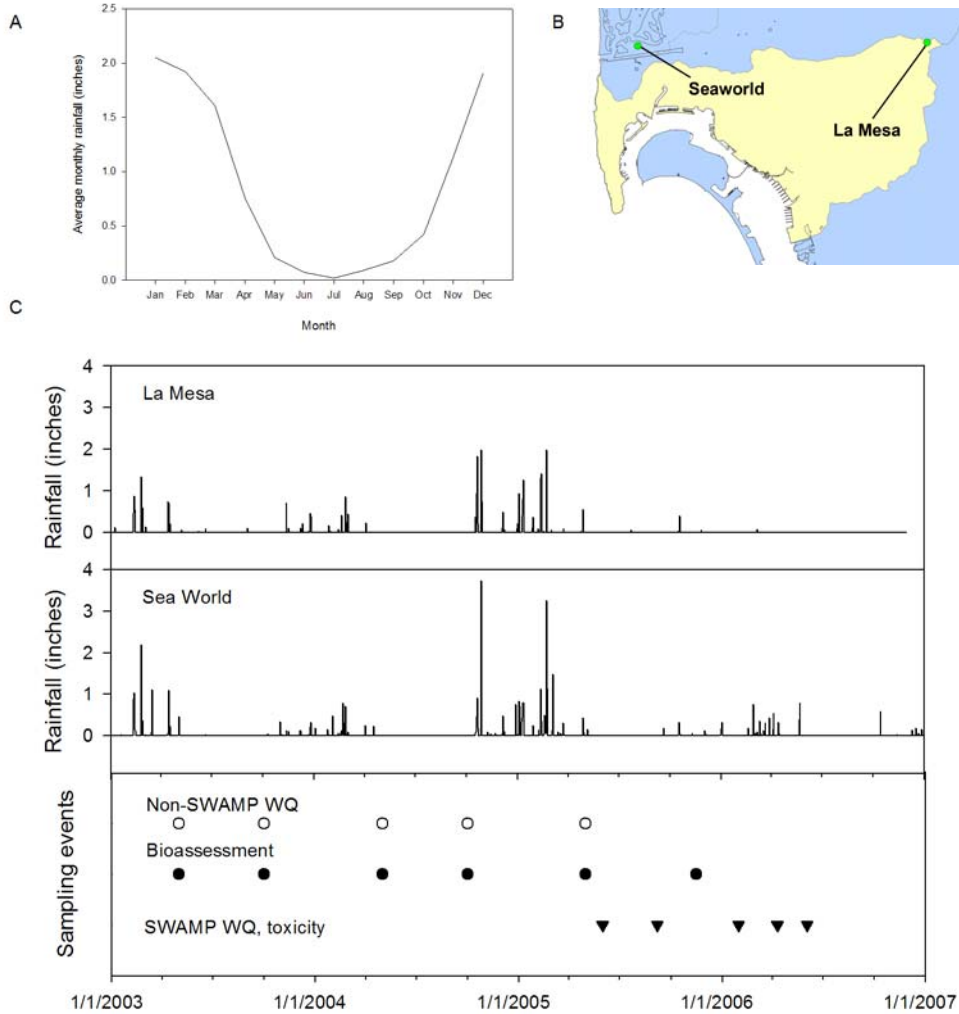 A
Average monthly rainfall (inches)
2.5
2.0
1.5
1.0
0.5
0.0
Jan Feb Mar Apr May Jun Jul Aug Sep Oct Nov Dec
Month
B
Seaworld
La Mesa
C
Rainfall (inches)
4
3
2
1
0
La Mesa
Rainfall (inches)
4
3
2
1
0
Sea World
Sampling events
Non-SWAMP WQ
Bioassessment
SWAMP WQ, toxicity
1/1/2003 1/1/2004 1/1/2005 1/1/2006 1/1/2007